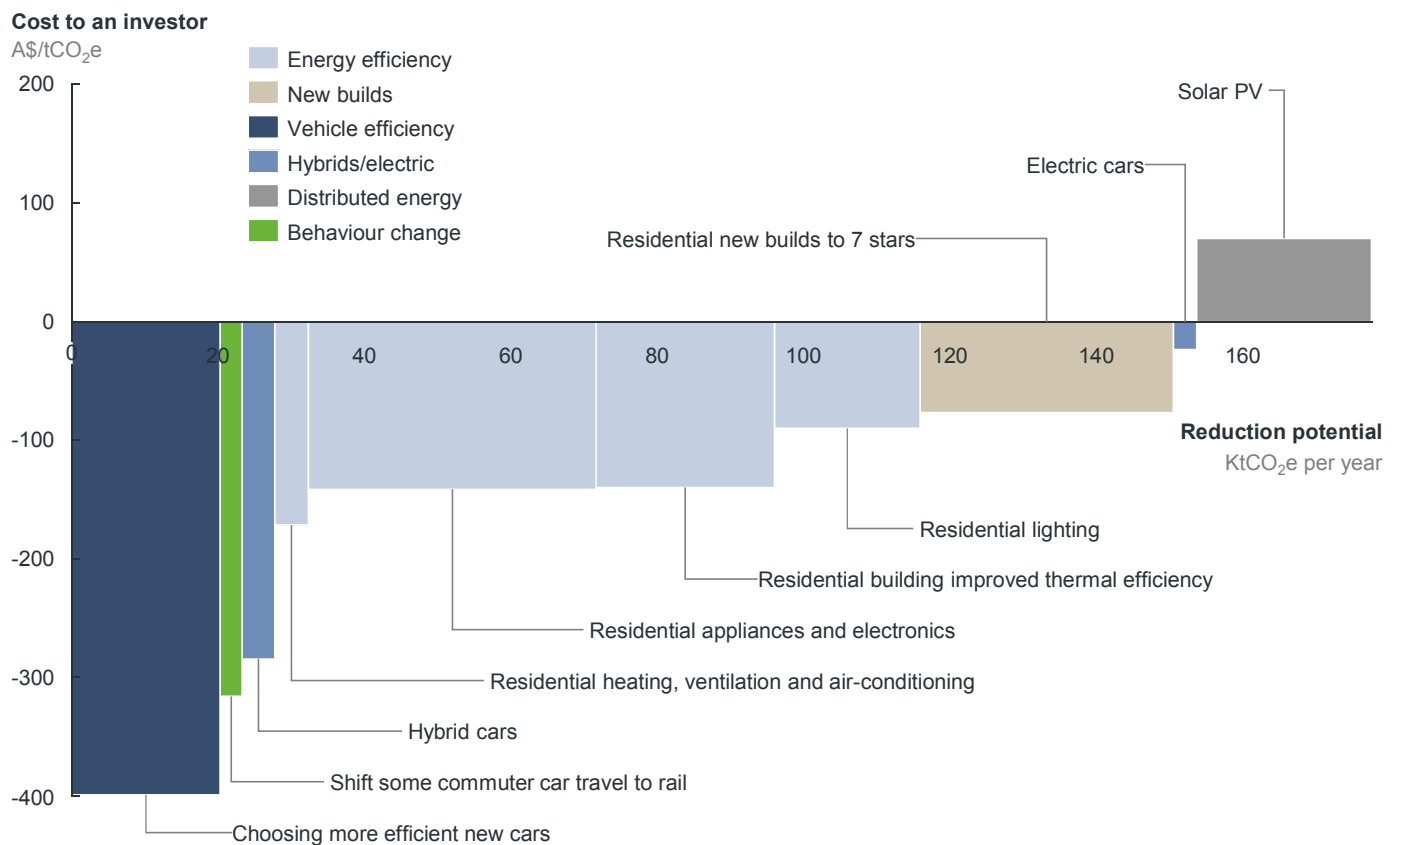 Cost to an investor
A$/tCO₂e
Energy efficiency
New builds
Vehicle efficiency
Hybrids/electric
Distributed energy
Behaviour change
200
100
0
-100
-200
-300
-400
Solar PV
Electric cars
Residential new builds to 7 stars
0 20 40 60 80 100 120 140 160
Reduction potential
KtCO₂e per year
Residential lighting
Residential building improved thermal efficiency
Residential appliances and electronics
Residential heating, ventilation and air-conditioning
Hybrid cars
Shift some commuter car travel to rail
Choosing more efficient new cars